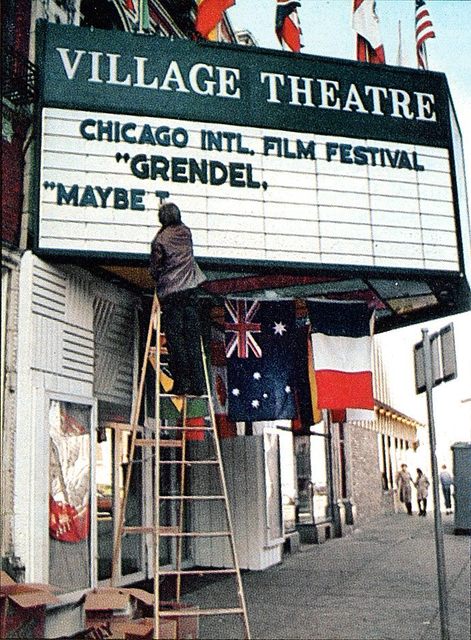 VILLAGE THEATRE
CHICAGO INTL. FILM FESTIVAL
"GRENDEL,
"MAYBE T